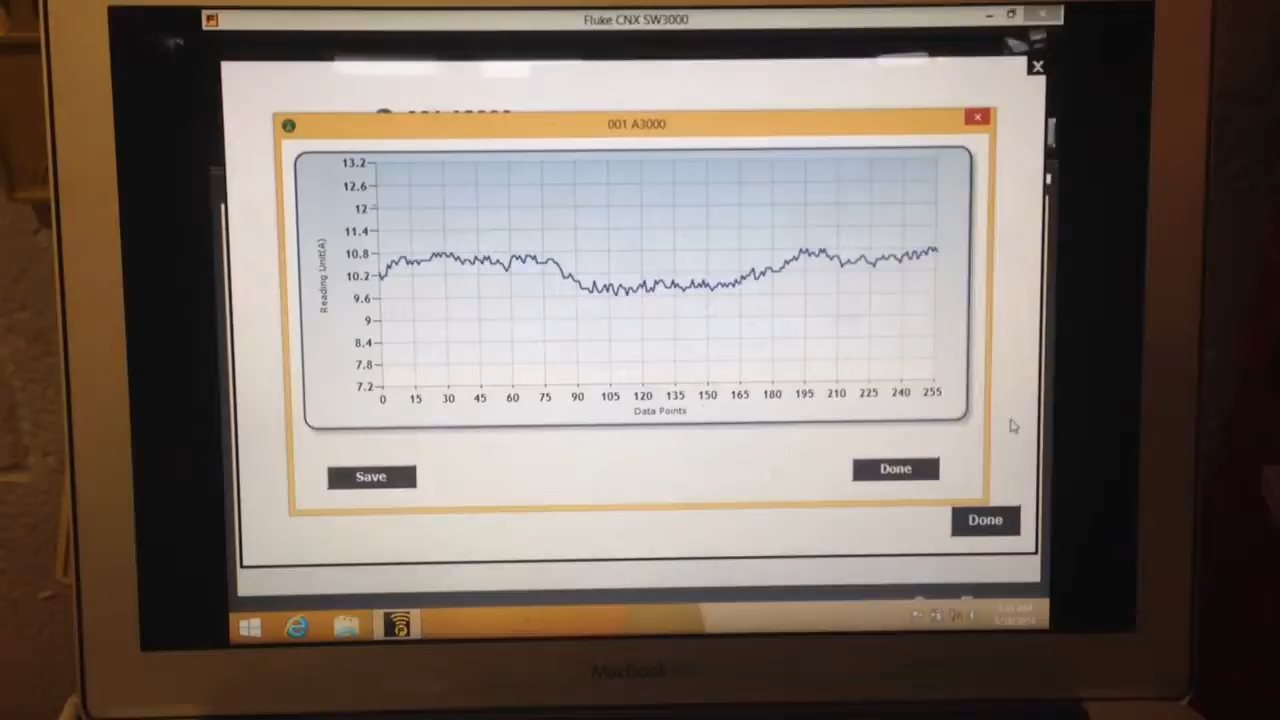 Fluke CNX SW3000
X
001 A3000
13.2
12.6
12
11.4
10.8
10.2
9.6
9
8.4
7.8
7.2
Reading Unit(A)
0 15 30 45 60 75 90 105 120 135 150 165 180 195 210 225 240 255
Data Points
Save
Done
Done
MacBook